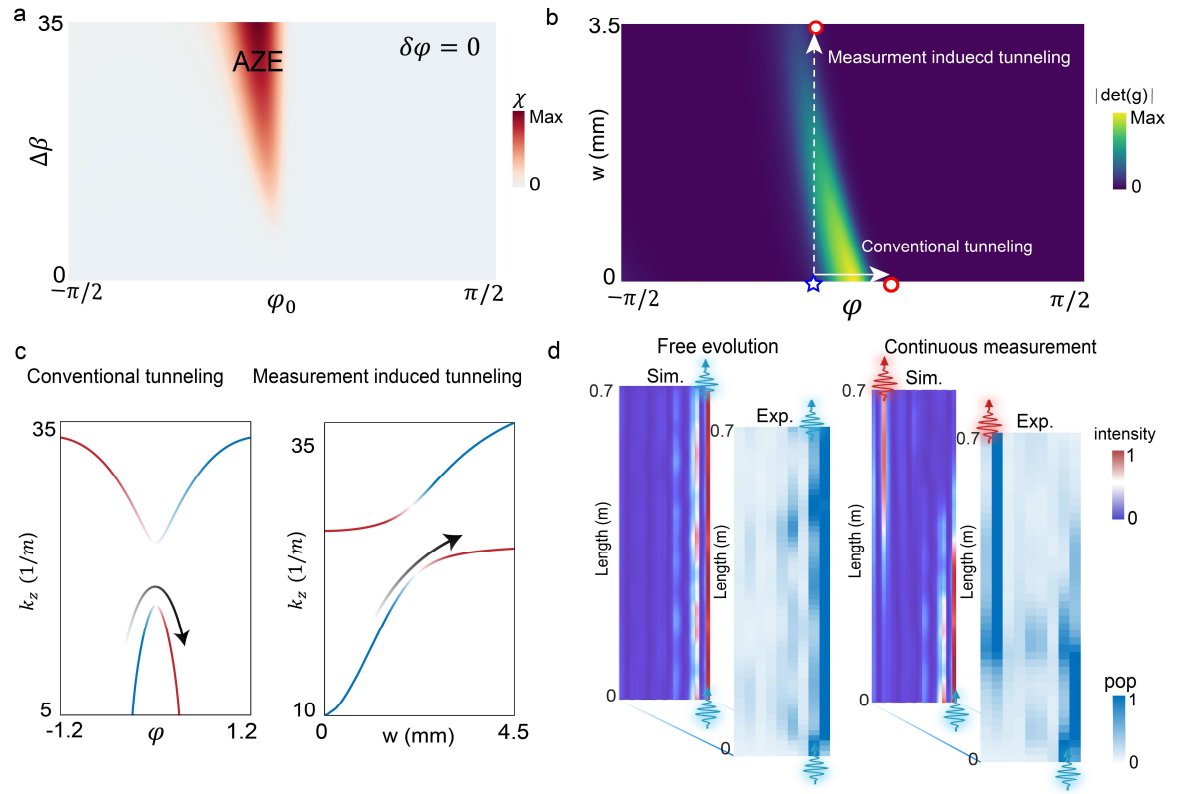 a
35
AZE
δφ = 0
χ
Max
0
Δβ
0
−π/2
φ₀
π/2
b
3.5
Measurment induecd tunneling
|det(g)|
Max
0
w (mm)
Conventional tunneling
0
−π/2
φ
π/2
c
Conventional tunneling
35
k_z (1/m)
5
-1.2
φ
1.2
Measurement induced tunneling
35
k_z (1/m)
10
0
w (mm)
4.5
d
Free evolution
Sim.
0.7
Length (m)
0
Exp.
0.7
Length (m)
0
Continuous measurement
Sim.
0.7
Length (m)
0
Exp.
0.7
Length (m)
0
intensity
1
0
pop
1
0